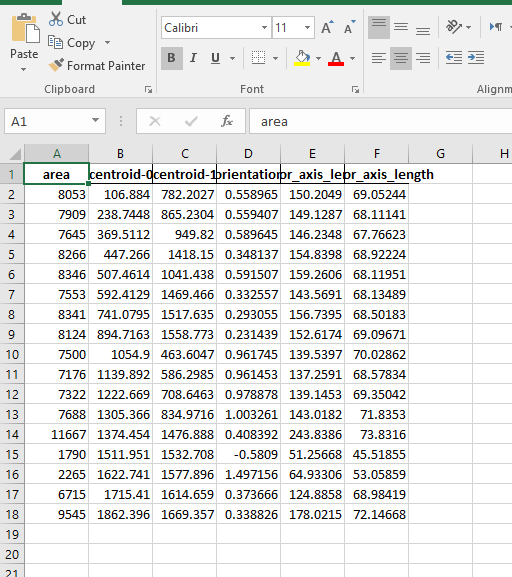 Cut
Copy
Paste
Format Painter
Clipboard
Calibri 11 A A
B I U A
Font
Alignm
A1 fx area
A B C D E F G H
1 area centroid-0 centroid-1 orientation or_axis_le or_axis_length
2 8053 106.884 782.2027 0.558965 150.2049 69.05244
3 7909 238.7448 865.2304 0.559407 149.1287 68.11141
4 7645 369.5112 949.82 0.589645 146.2348 67.76623
5 8266 447.266 1418.15 0.348137 154.8398 68.92224
6 8346 507.4614 1041.438 0.591507 159.2606 68.11951
7 7553 592.4129 1469.466 0.332557 143.5691 68.13489
8 8341 741.0795 1517.635 0.293055 156.7395 68.50183
9 8124 894.7163 1558.773 0.231439 152.6174 69.09671
10 7500 1054.9 463.6047 0.961745 139.5397 70.02862
11 7176 1139.892 586.2985 0.961453 137.2591 68.57834
12 7322 1222.669 708.6463 0.978878 139.1453 69.35042
13 7688 1305.366 834.9716 1.003261 143.0182 71.8353
14 11667 1374.454 1476.888 0.408392 243.8386 73.8316
15 1790 1511.951 1532.708 -0.5809 51.25668 45.51855
16 2265 1622.741 1577.896 1.497156 64.93306 53.05859
17 6715 1715.41 1614.659 0.373666 124.8858 68.98419
18 9545 1862.396 1669.357 0.338826 178.0215 72.14668
19
20
21